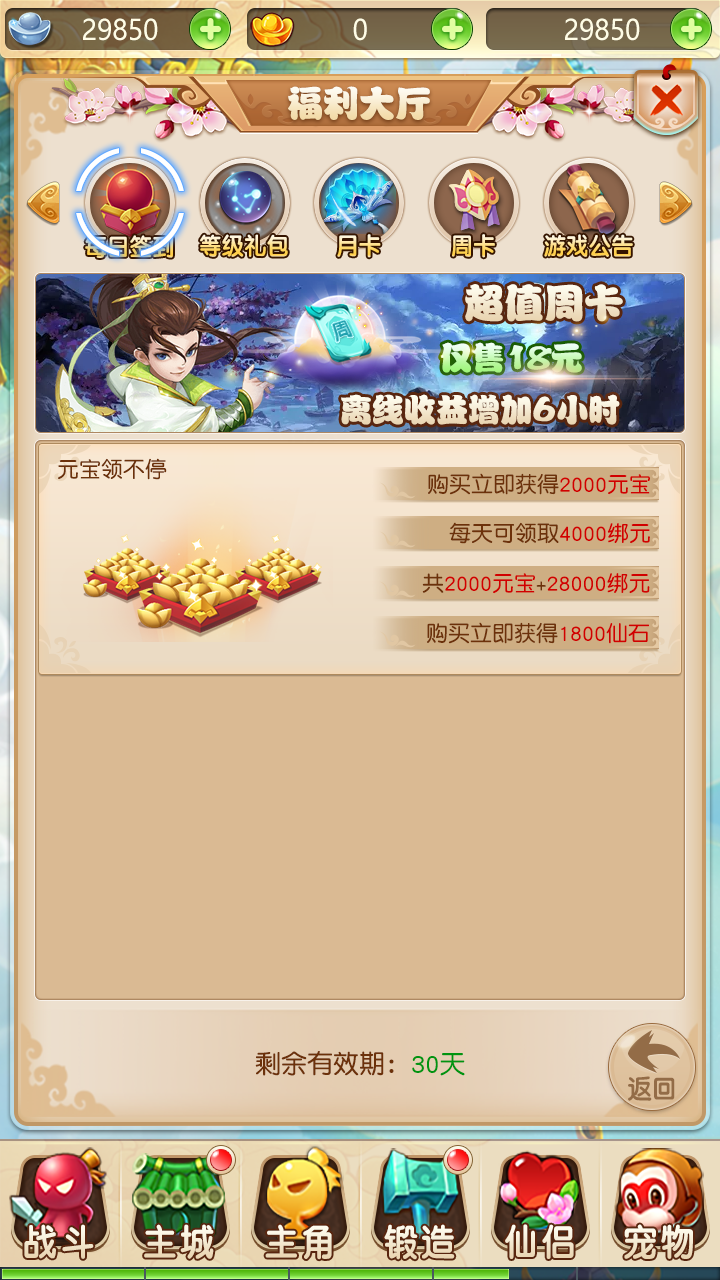 29850
0
29850
福利大厅
每日签到
等级礼包
月卡
周卡
游戏公告
周
超值周卡
仅售18元
离线收益增加6小时
元宝领不停
购买立即获得2000元宝
每天可领取4000绑元
共2000元宝+28000绑元
购买立即获得1800仙石
剩余有效期：30天
返回
战斗
主城
主角
锻造
仙侣
宠物